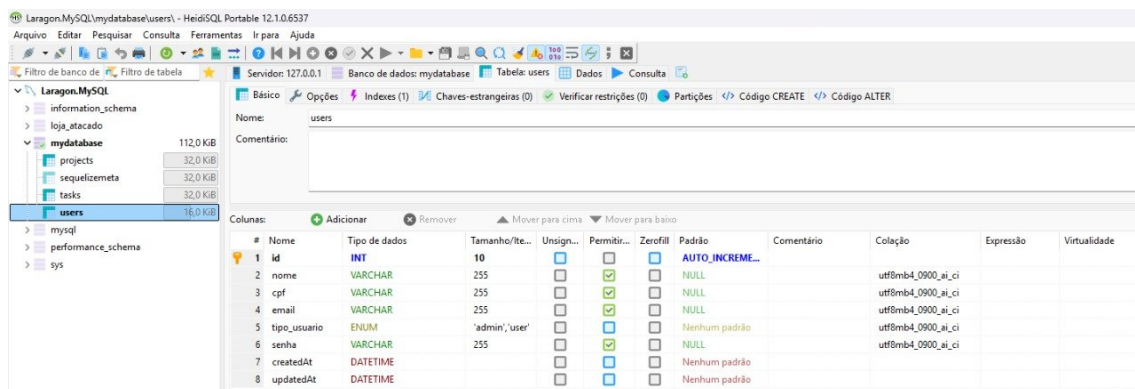 Laragon.MySQL\mydatabase\users\ - HeidiSQL Portable 12.1.0.6537
Arquivo Editar Pesquisar Consulta Ferramentas Ir para Ajuda
Filtro de banco de Filtro de tabela
Servidor: 127.0.0.1 Banco de dados: mydatabase Tabela: users Dados Consulta
Laragon.MySQL
information_schema
loja_atacado
mydatabase 112,0 KiB
projects 32,0 KiB
sequelizemeta 32,0 KiB
tasks 32,0 KiB
users 16,0 KiB
mysql
performance_schema
sys
Básico Opções Indexes (1) Chaves-estrangeiras (0) Verificar restrições (0) Partições Código CREATE Código ALTER
Nome: users
Comentário:
Colunas: Adicionar Remover Mover para cima Mover para baixo
# Nome Tipo de dados Tamanho/Ite... Unsign... Permitir... Zerofill Padrão Comentário Colação Expressão Virtualidade
1 id INT 10 AUTO_INCREME...
2 nome VARCHAR 255 NULL utf8mb4_0900_ai_ci
3 cpf VARCHAR 255 NULL utf8mb4_0900_ai_ci
4 email VARCHAR 255 NULL utf8mb4_0900_ai_ci
5 tipo_usuario ENUM 'admin','user' Nenhum padrão utf8mb4_0900_ai_ci
6 senha VARCHAR 255 NULL utf8mb4_0900_ai_ci
7 createdAt DATETIME Nenhum padrão
8 updatedAt DATETIME Nenhum padrão